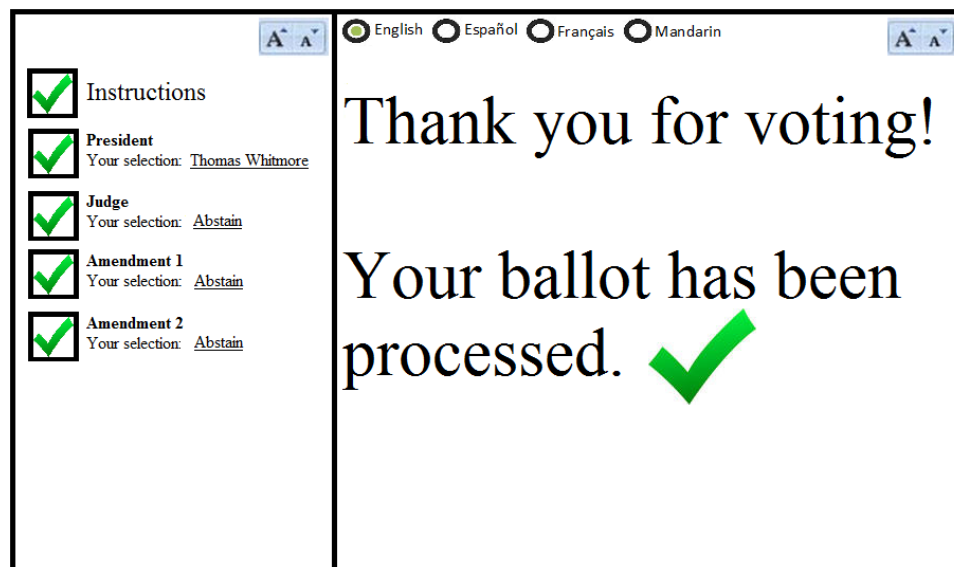 A A
Instructions
President
Your selection: Thomas Whitmore
Judge
Your selection: Abstain
Amendment 1
Your selection: Abstain
Amendment 2
Your selection: Abstain
English Español Français Mandarin
A A
Thank you for voting!
Your ballot has been
processed.